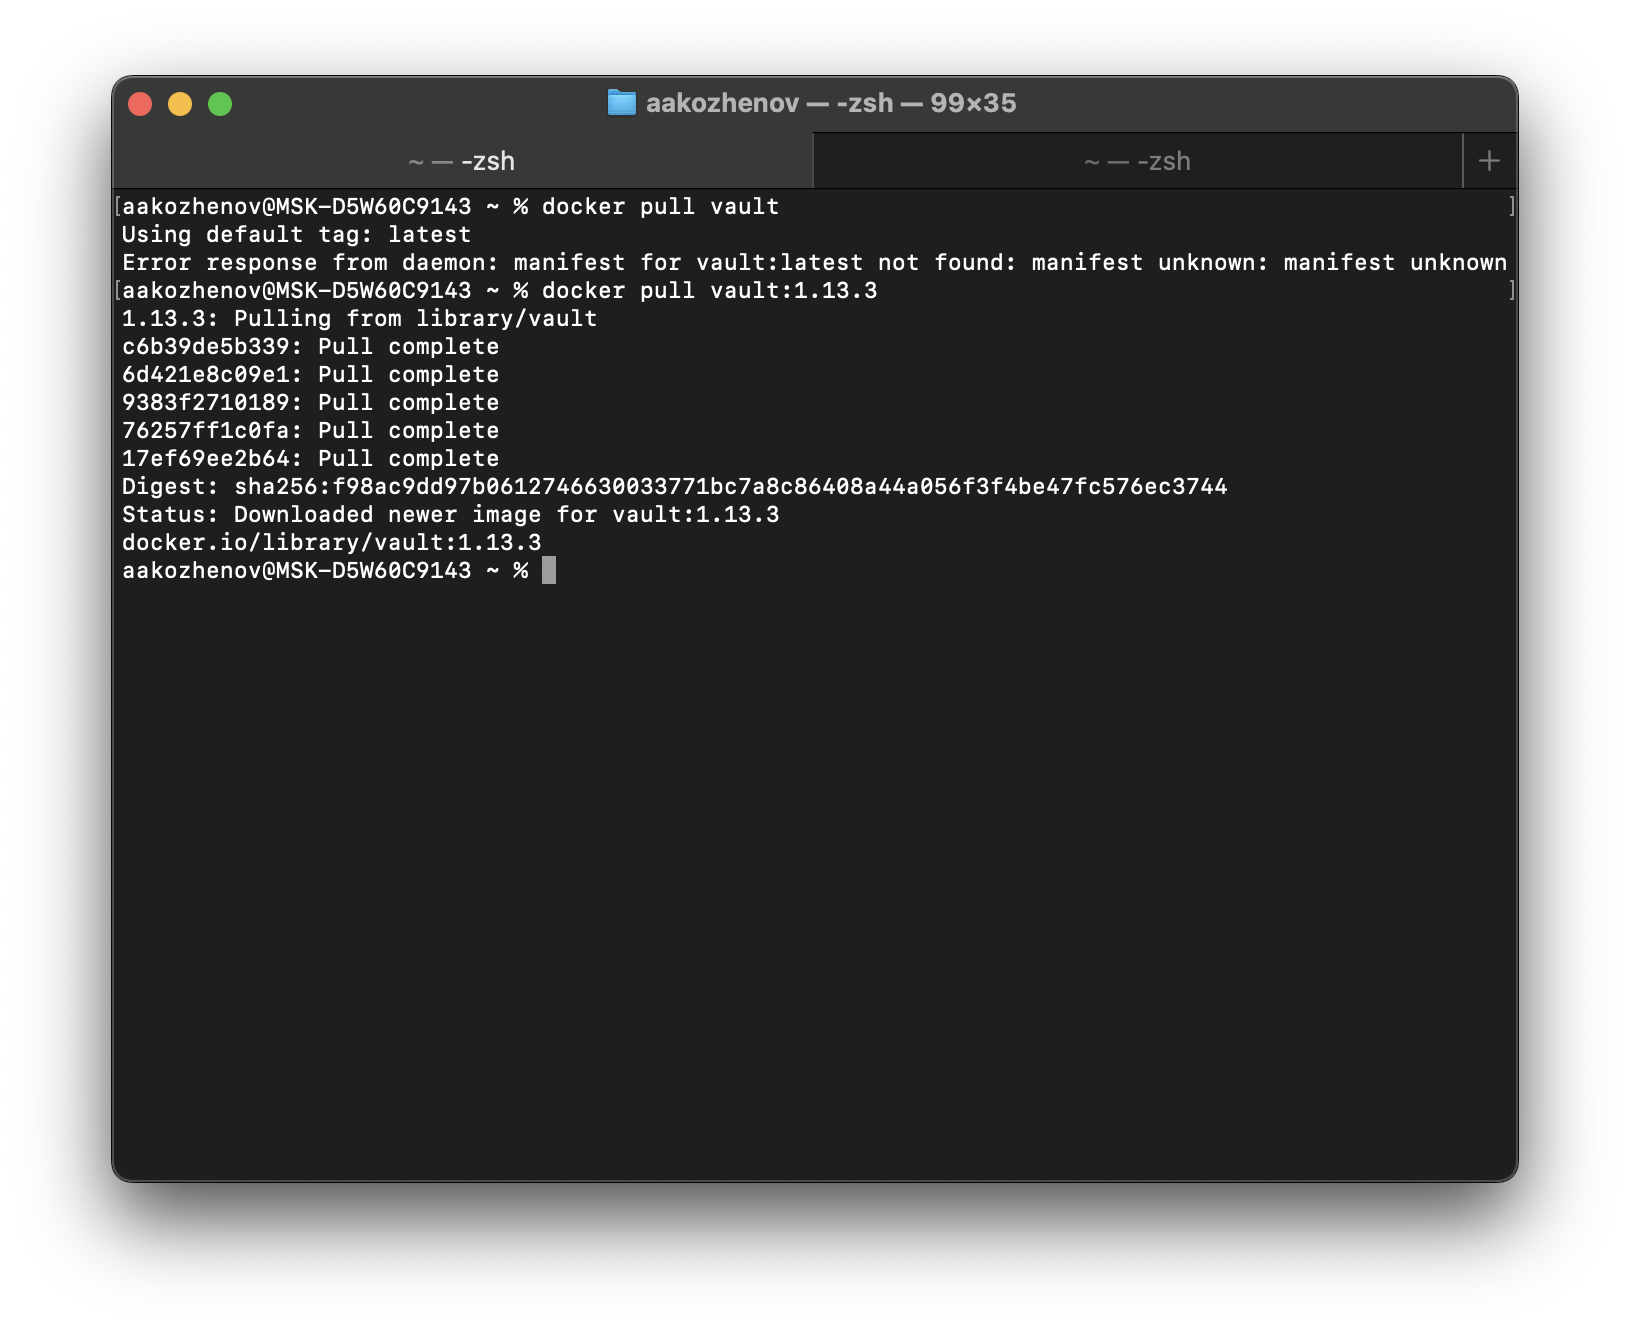 aakozhenov — -zsh — 99×35
~ — -zsh
~ — -zsh
+
[aakozhenov@MSK-D5W60C9143 ~ % docker pull vault ]
Using default tag: latest
Error response from daemon: manifest for vault:latest not found: manifest unknown: manifest unknown
[aakozhenov@MSK-D5W60C9143 ~ % docker pull vault:1.13.3 ]
1.13.3: Pulling from library/vault
c6b39de5b339: Pull complete
6d421e8c09e1: Pull complete
9383f2710189: Pull complete
76257ff1c0fa: Pull complete
17ef69ee2b64: Pull complete
Digest: sha256:f98ac9dd97b0612746630033771bc7a8c86408a44a056f3f4be47fc576ec3744
Status: Downloaded newer image for vault:1.13.3
docker.io/library/vault:1.13.3
aakozhenov@MSK-D5W60C9143 ~ %